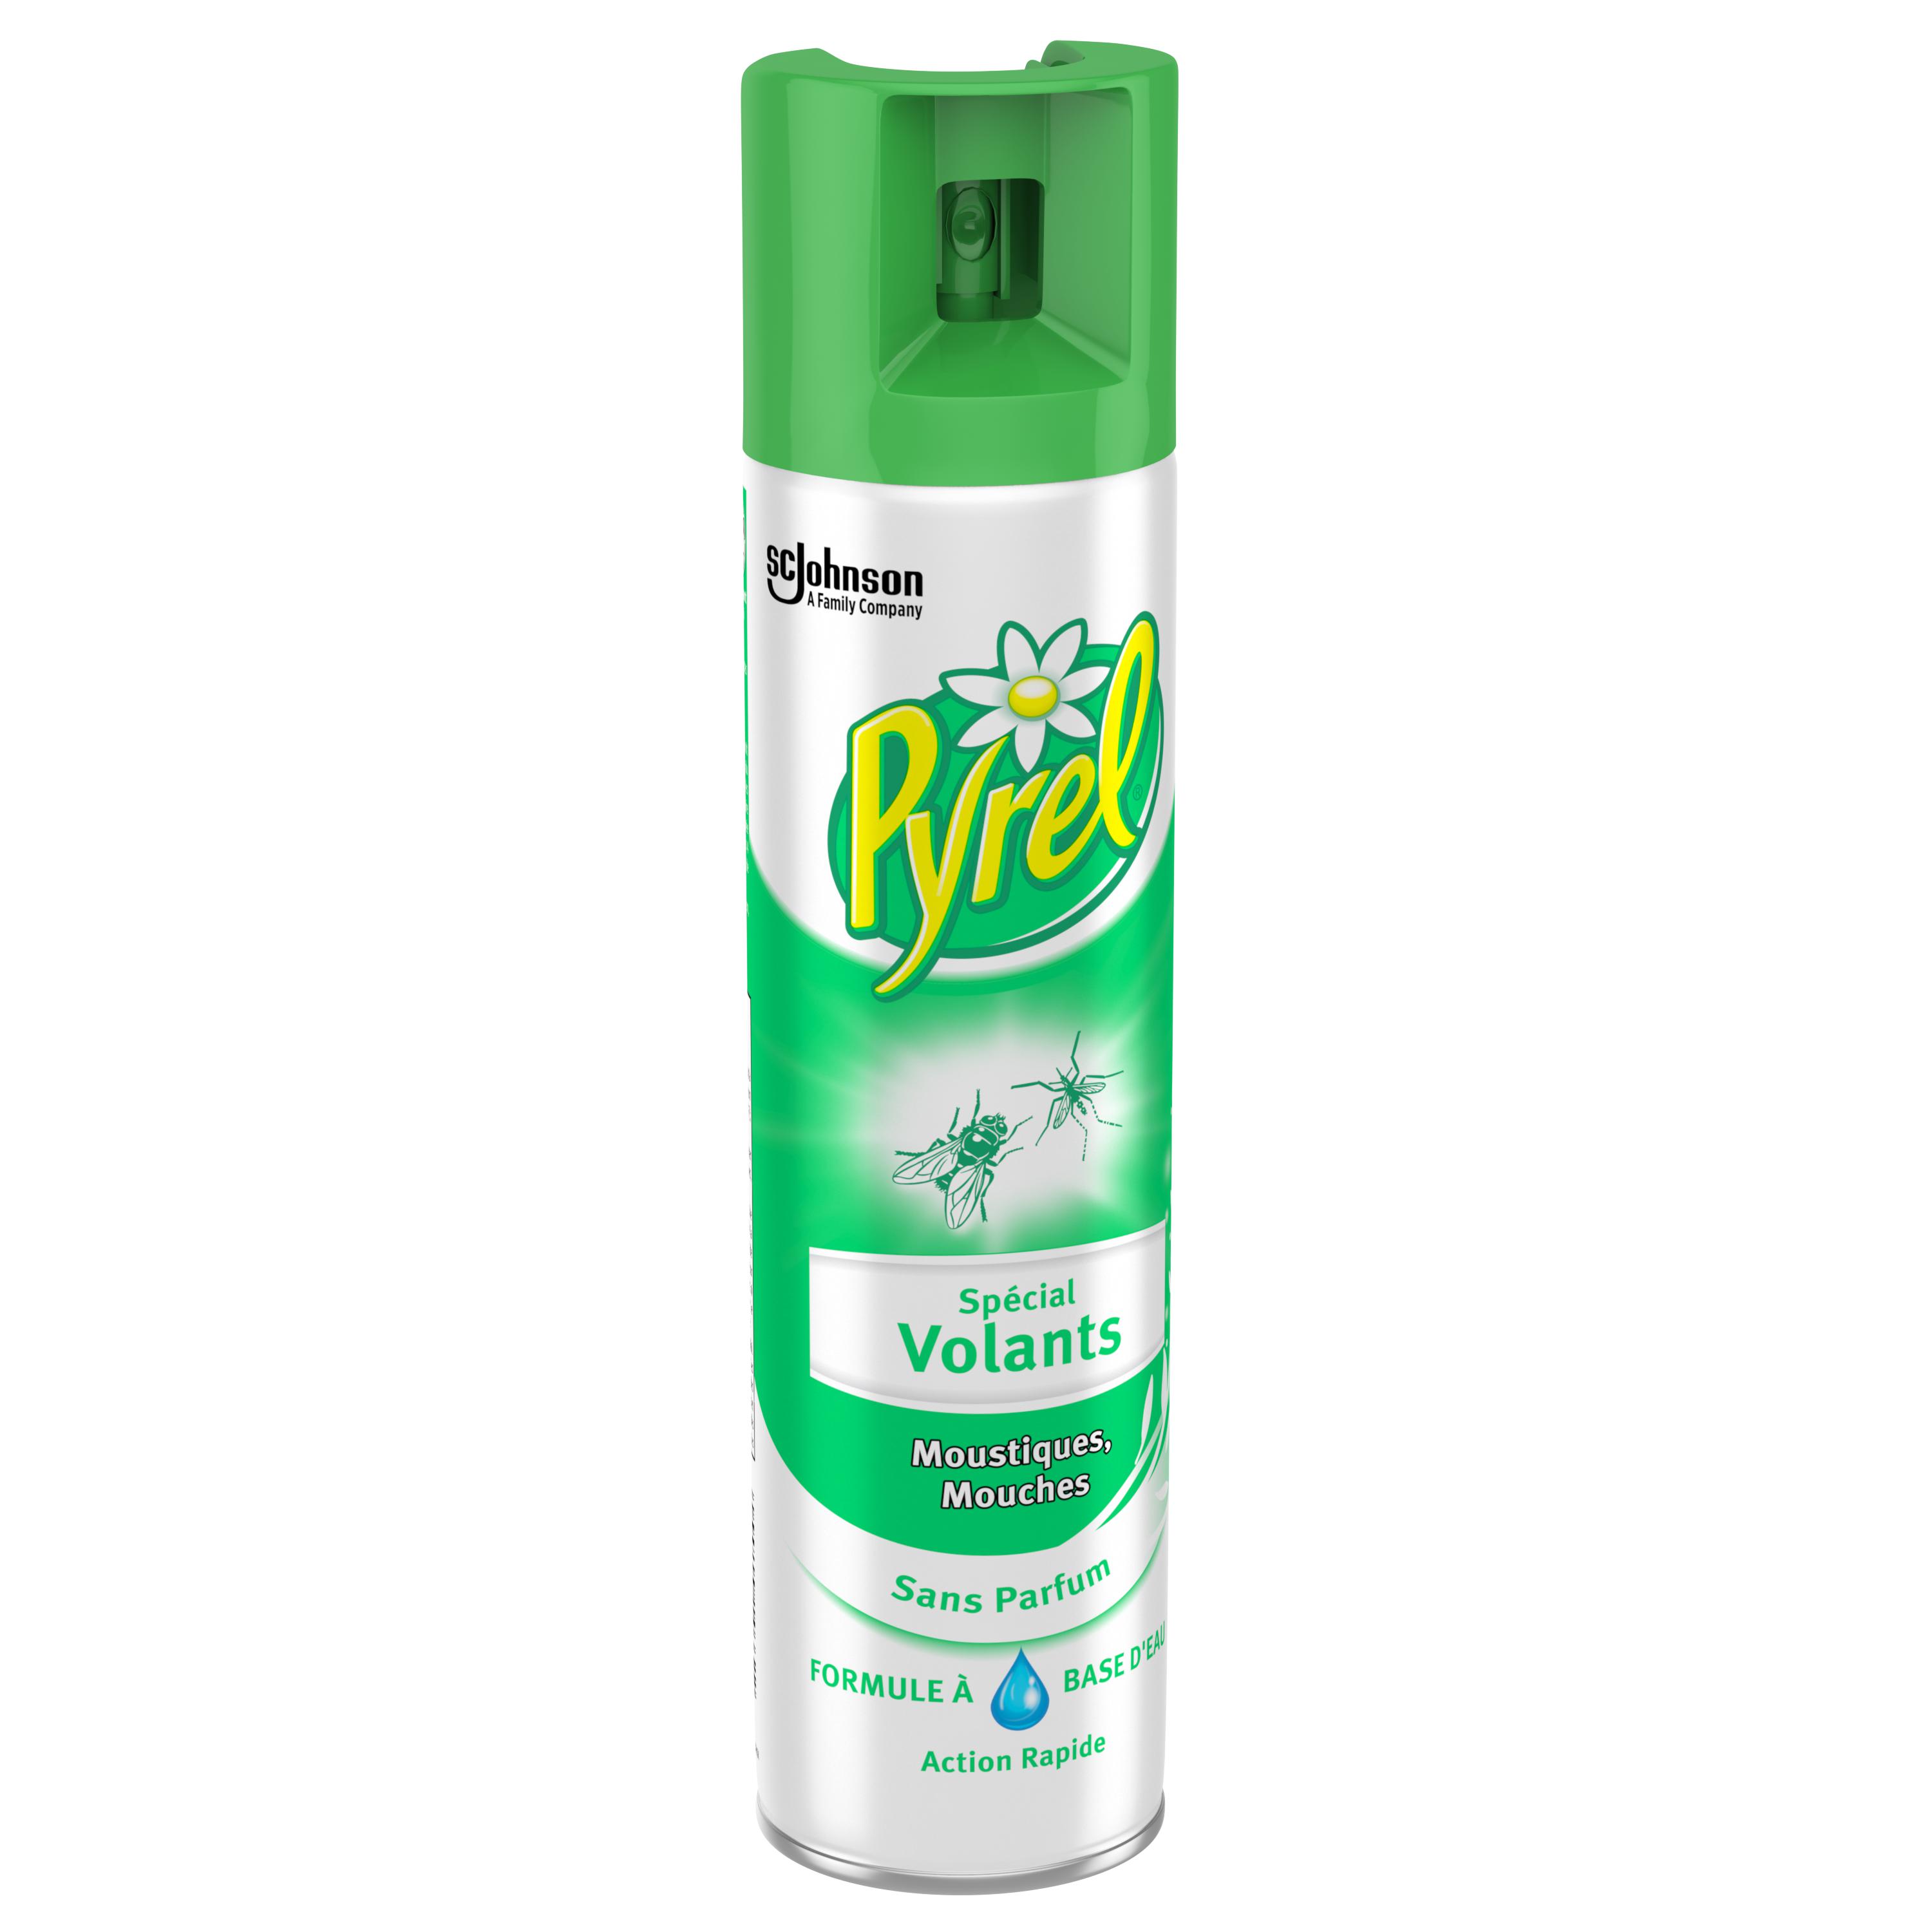 scJohnson
A Family Company
Pyrel
Spécial
Volants
Moustiques,
Mouches
Sans Parfum
FORMULE À BASE D'EAU
Action Rapide